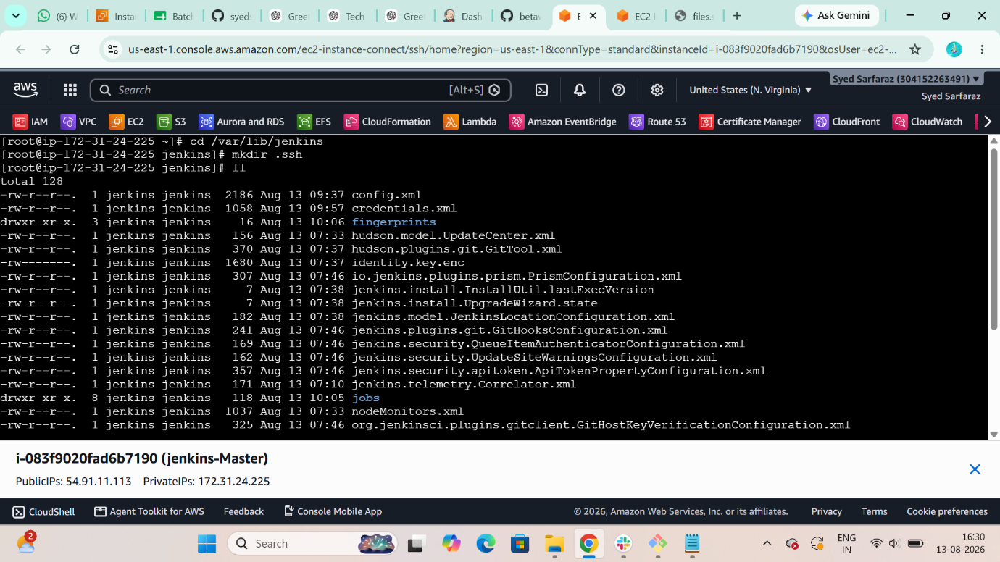 (6) W
Instan
Batch
syeds
Greet
Tech
Greet
Dash
betaw
E
EC2 I
files.s
Ask Gemini
us-east-1.console.aws.amazon.com/ec2-instance-connect/ssh/home?region=us-east-1&connType=standard&instanceId=i-083f9020fad6b7190&osUser=ec2-...
aws
Search
[Alt+S]
United States (N. Virginia)
Syed Sarfaraz (304152263491)
Syed Sarfaraz
IAM
VPC
EC2
S3
Aurora and RDS
EFS
CloudFormation
Lambda
Amazon EventBridge
Route 53
Certificate Manager
CloudFront
CloudWatch
[root@ip-172-31-24-225 ~]# cd /var/lib/jenkins
[root@ip-172-31-24-225 jenkins]# mkdir .ssh
[root@ip-172-31-24-225 jenkins]# ll
total 128
-rw-r--r--. 1 jenkins jenkins 2186 Aug 13 09:37 config.xml
-rw-r--r--. 1 jenkins jenkins 1058 Aug 13 09:57 credentials.xml
drwxr-xr-x. 3 jenkins jenkins 16 Aug 13 10:06 fingerprints
-rw-r--r--. 1 jenkins jenkins 156 Aug 13 07:33 hudson.model.UpdateCenter.xml
-rw-r--r--. 1 jenkins jenkins 370 Aug 13 07:37 hudson.plugins.git.GitTool.xml
-rw-------. 1 jenkins jenkins 1680 Aug 13 07:37 identity.key.enc
-rw-r--r--. 1 jenkins jenkins 307 Aug 13 07:46 io.jenkins.plugins.prism.PrismConfiguration.xml
-rw-r--r--. 1 jenkins jenkins 7 Aug 13 07:38 jenkins.install.InstallUtil.lastExecVersion
-rw-r--r--. 1 jenkins jenkins 7 Aug 13 07:38 jenkins.install.UpgradeWizard.state
-rw-r--r--. 1 jenkins jenkins 182 Aug 13 07:38 jenkins.model.JenkinsLocationConfiguration.xml
-rw-r--r--. 1 jenkins jenkins 241 Aug 13 07:46 jenkins.plugins.git.GitHooksConfiguration.xml
-rw-r--r--. 1 jenkins jenkins 169 Aug 13 07:46 jenkins.security.QueueItemAuthenticatorConfiguration.xml
-rw-r--r--. 1 jenkins jenkins 162 Aug 13 07:46 jenkins.security.UpdateSiteWarningsConfiguration.xml
-rw-r--r--. 1 jenkins jenkins 357 Aug 13 07:46 jenkins.security.apitoken.ApiTokenPropertyConfiguration.xml
-rw-r--r--. 1 jenkins jenkins 171 Aug 13 07:10 jenkins.telemetry.Correlator.xml
drwxr-xr-x. 8 jenkins jenkins 118 Aug 13 10:05 jobs
-rw-r--r--. 1 jenkins jenkins 1037 Aug 13 07:33 nodeMonitors.xml
-rw-r--r--. 1 jenkins jenkins 325 Aug 13 07:46 org.jenkinsci.plugins.gitclient.GitHostKeyVerificationConfiguration.xml
i-083f9020fad6b7190 (jenkins-Master)
PublicIPs: 54.91.11.113 PrivateIPs: 172.31.24.225
CloudShell
Agent Toolkit for AWS
Feedback
Console Mobile App
© 2026, Amazon Web Services, Inc. or its affiliates.
Privacy
Terms
Cookie preferences
2
Search
ENG
IN
16:30
13-08-2026